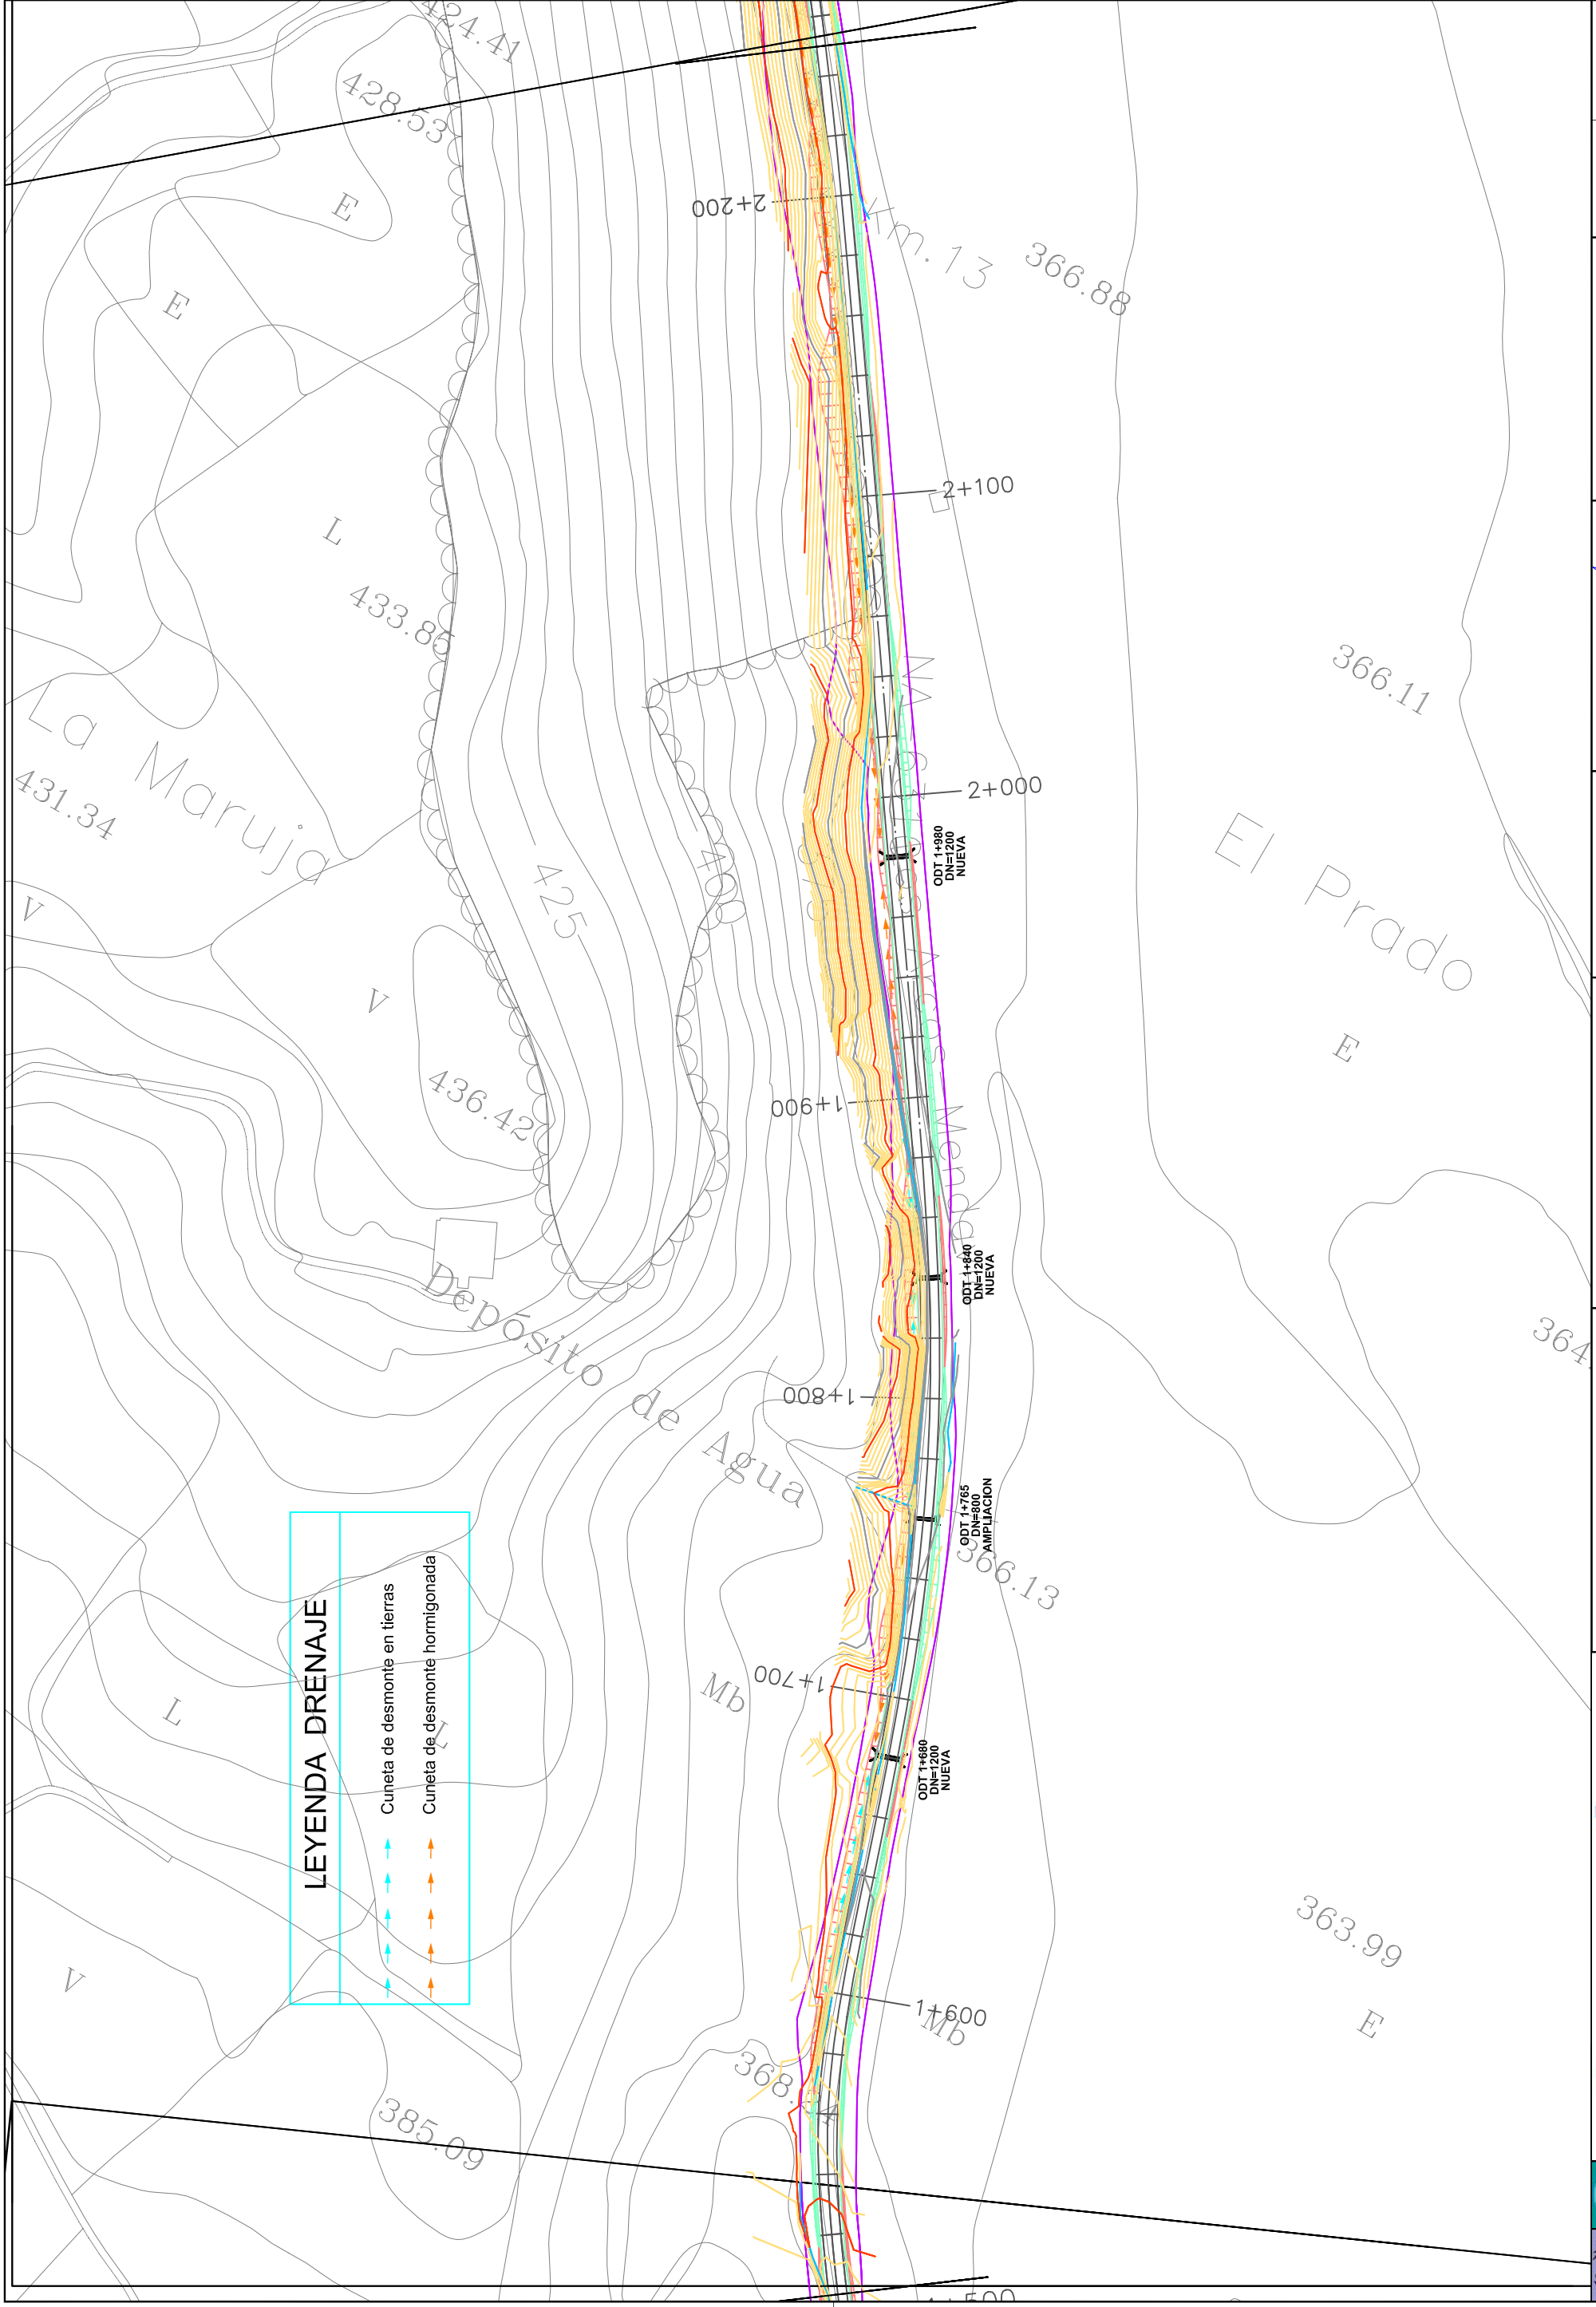 424.41
428.53
E
E
2+200
Km.13
366.88
L
433.85
2+100
366.11
La Maruja
431.34
2+000
ODT 1+980
DN=1200
NUEVA
El Prado
V
425
400
V
E
436.42
1+900
ODT 1+840
DN=1200
NUEVA
Depósito de Agua
364.
1+800
ODT 1+765
DN=800
AMPLIACION
366.13
LEYENDA DRENAJE
Cuneta de desmonte en tierras
Cuneta de desmonte hormigonada
L
L
Mb
1+700
ODT 1+680
DN=1200
NUEVA
V
363.99
E
1+600
Mb
385.09
1+500